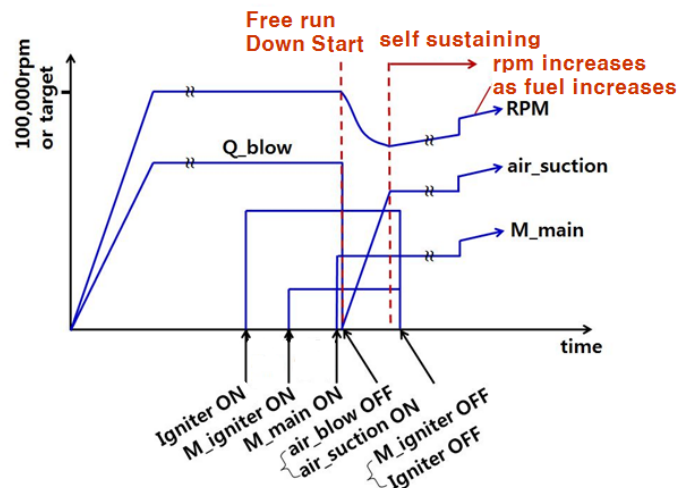 Free run
Down Start
self sustaining
rpm increases
as fuel increases
100,000rpm
or target
RPM
Q_blow
air_suction
M_main
time
Igniter ON
M_igniter ON
M_main ON
air_blow OFF
air_suction ON
M_igniter OFF
Igniter OFF